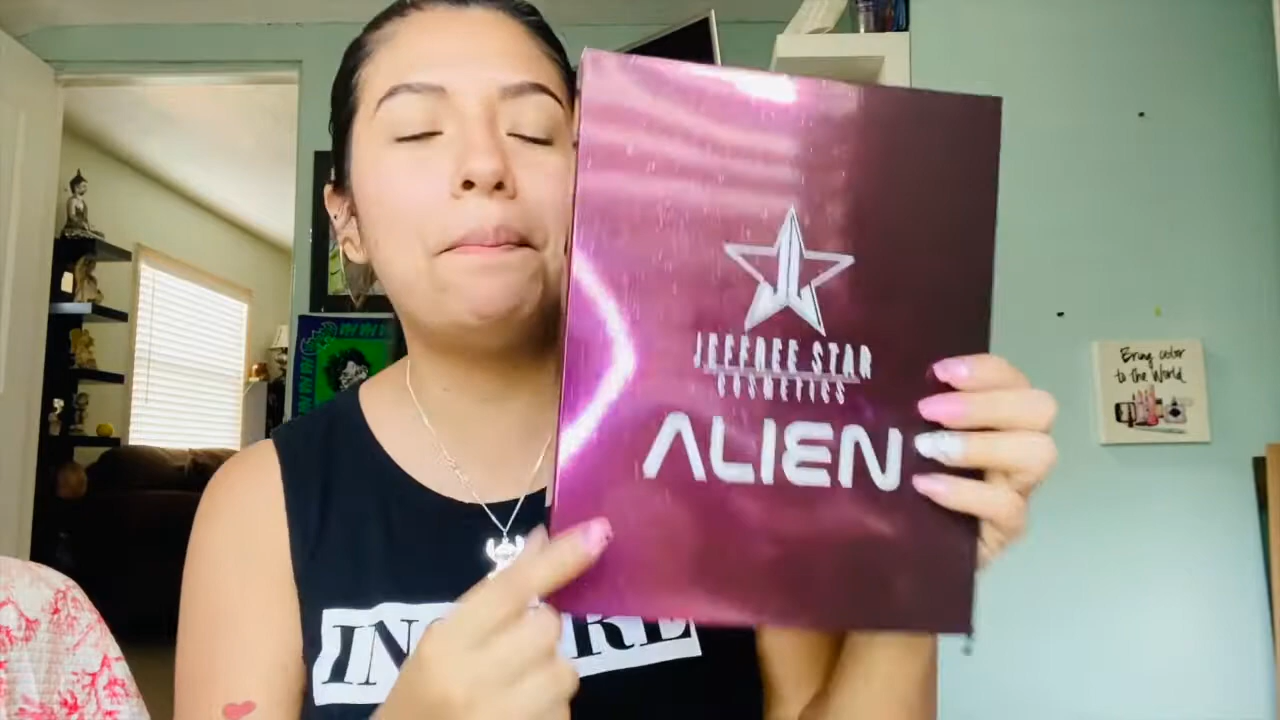 JEFFREE STAR
COSMETICS
ALIEN
Bring color
to the World